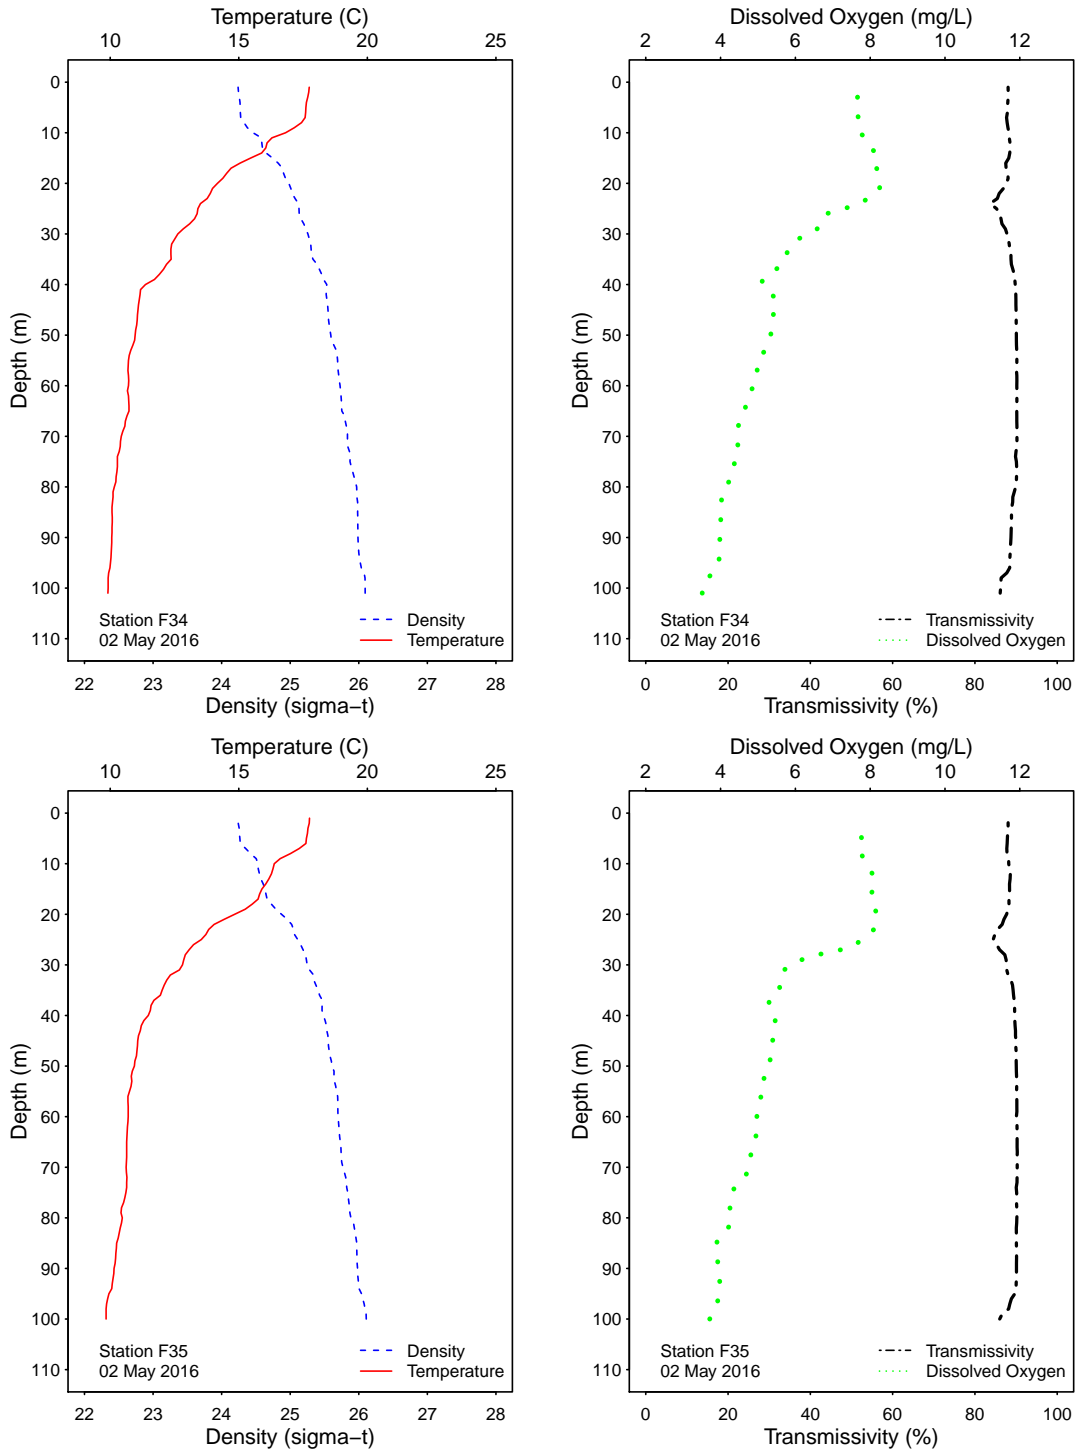 Temperature (C)
10 15 20 25
0
10
20
30
40
50
60
70
80
90
100
110
Depth (m)
Station F34
02 May 2016
Density
Temperature
22 23 24 25 26 27 28
Density (sigma−t)
Dissolved Oxygen (mg/L)
2 4 6 8 10 12
0
10
20
30
40
50
60
70
80
90
100
110
Depth (m)
Station F34
02 May 2016
Transmissivity
Dissolved Oxygen
0 20 40 60 80 100
Transmissivity (%)
Temperature (C)
10 15 20 25
0
10
20
30
40
50
60
70
80
90
100
110
Depth (m)
Station F35
02 May 2016
Density
Temperature
22 23 24 25 26 27 28
Density (sigma−t)
Dissolved Oxygen (mg/L)
2 4 6 8 10 12
0
10
20
30
40
50
60
70
80
90
100
110
Depth (m)
Station F35
02 May 2016
Transmissivity
Dissolved Oxygen
0 20 40 60 80 100
Transmissivity (%)